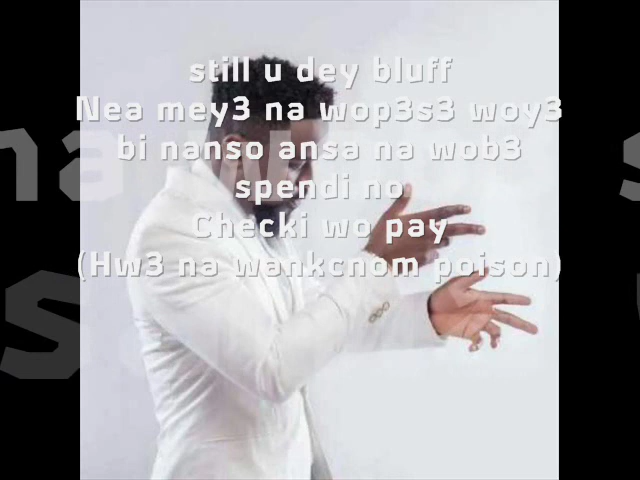 still u dey bluff
Nea mey3 na wop3s3 woy3
bi nanso ansa na wob3
spendi no
Checki wo pay
(Hw3 na wankcnom poison)